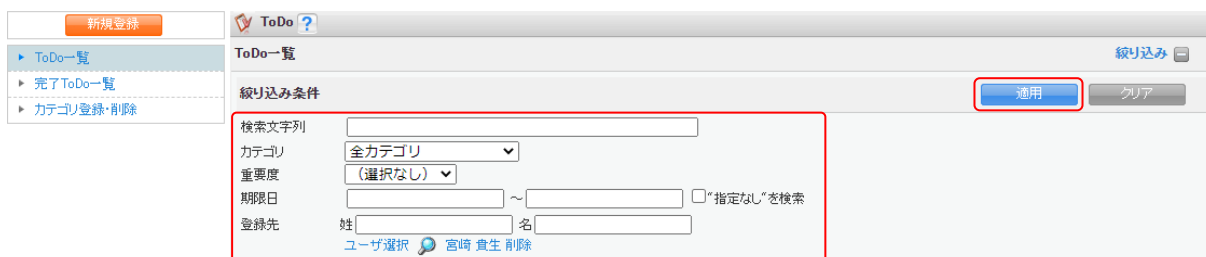 新規登録
ToDo一覧
完了ToDo一覧
カテゴリ登録・削除
ToDo ?
ToDo一覧
絞り込み
絞り込み条件
適用
クリア
検索文字列
カテゴリ 全カテゴリ
重要度 （選択なし）
期限日 ～ “指定なし“を検索
登録先 姓 名
ユーザ選択 宮崎 貴生 削除